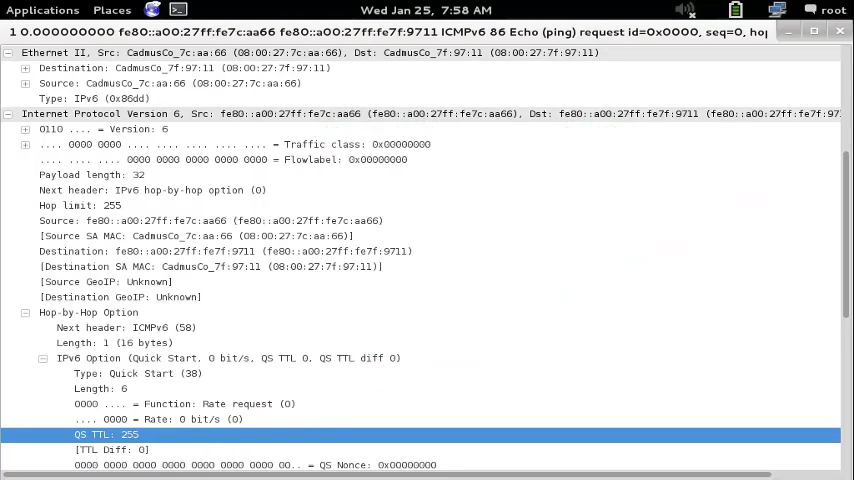 Applications Places Wed Jan 25, 7:58 AM root
1 0.000000000 fe80::a00:27ff:fe7c:aa66 fe80::a00:27ff:fe7f:9711 ICMPv6 86 Echo (ping) request id=0x0000, seq=0, hop
Ethernet II, Src: CadmusCo_7c:aa:66 (08:00:27:7c:aa:66), Dst: CadmusCo_7f:97:11 (08:00:27:7f:97:11)
Destination: CadmusCo_7f:97:11 (08:00:27:7f:97:11)
Source: CadmusCo_7c:aa:66 (08:00:27:7c:aa:66)
Type: IPv6 (0x86dd)
Internet Protocol Version 6, Src: fe80::a00:27ff:fe7c:aa66 (fe80::a00:27ff:fe7c:aa66), Dst: fe80::a00:27ff:fe7f:9711 (fe80::a00:27ff:fe7f:97
0110 .... = Version: 6
.... 0000 0000 .... .... .... .... .... = Traffic class: 0x00000000
.... .... .... 0000 0000 0000 0000 0000 = Flowlabel: 0x00000000
Payload length: 32
Next header: IPv6 hop-by-hop option (0)
Hop limit: 255
Source: fe80::a00:27ff:fe7c:aa66 (fe80::a00:27ff:fe7c:aa66)
[Source SA MAC: CadmusCo_7c:aa:66 (08:00:27:7c:aa:66)]
Destination: fe80::a00:27ff:fe7f:9711 (fe80::a00:27ff:fe7f:9711)
[Destination SA MAC: CadmusCo_7f:97:11 (08:00:27:7f:97:11)]
[Source GeoIP: Unknown]
[Destination GeoIP: Unknown]
Hop-by-Hop Option
Next header: ICMPv6 (58)
Length: 1 (16 bytes)
IPv6 Option (Quick Start, 0 bit/s, QS TTL 0, QS TTL diff 0)
Type: Quick Start (38)
Length: 6
0000 .... = Function: Rate request (0)
.... 0000 = Rate: 0 bit/s (0)
QS TTL: 255
[TTL Diff: 0]
0000 0000 0000 0000 0000 0000 0000 00.. = QS Nonce: 0x00000000